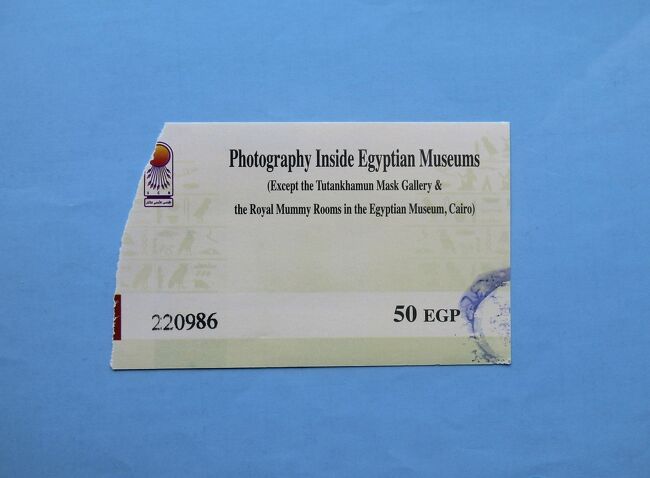 Photography Inside Egyptian Museums
(Except the Tutankhamun Mask Gallery &
the Royal Mummy Rooms in the Egyptian Museum, Cairo)
220986
50 EGP